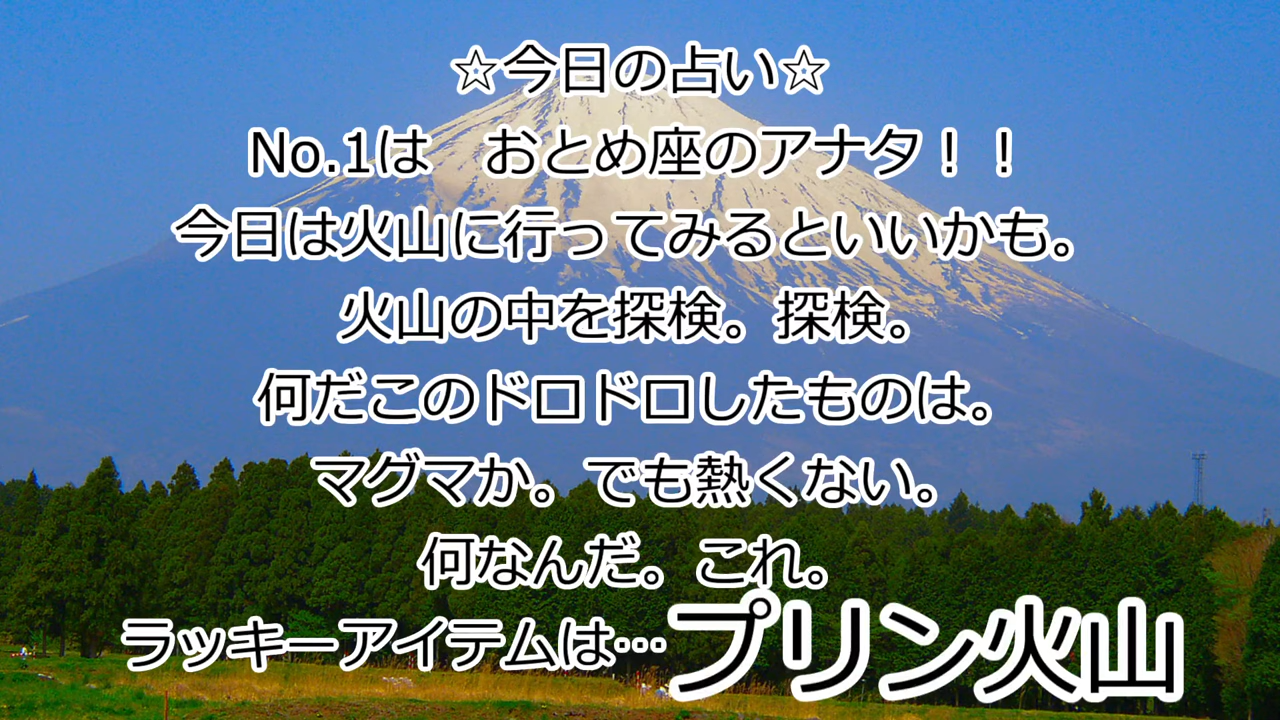 ☆今日の占い☆
No.1は　おとめ座のアナタ！！
今日は火山に行ってみるといいかも。
火山の中を探検。探検。
何だこのドロドロしたものは。
マグマか。でも熱くない。
何なんだ。これ。
ラッキーアイテムは…プリン火山